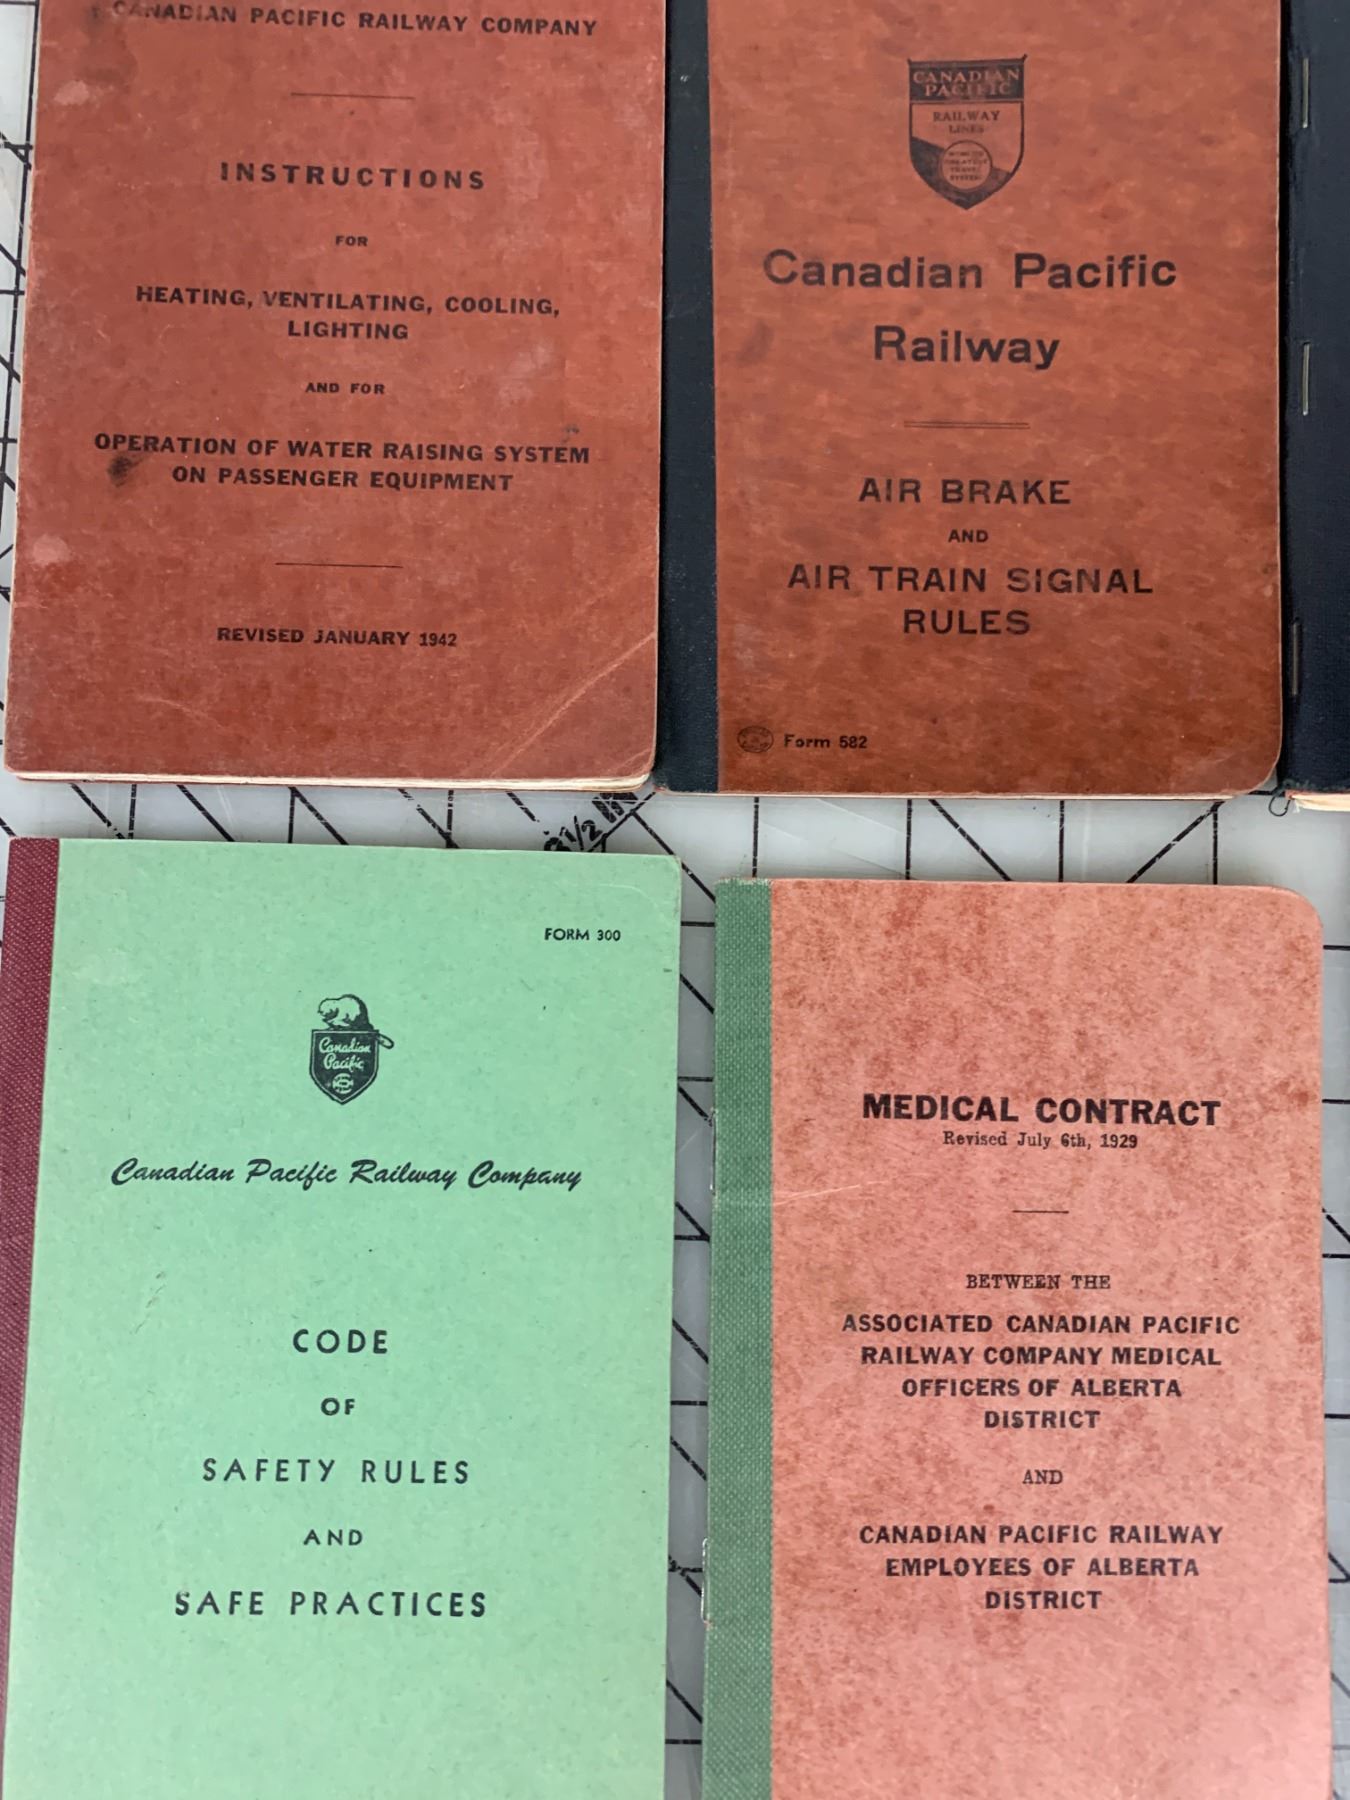 CANADIAN PACIFIC RAILWAY COMPANY
INSTRUCTIONS
FOR
HEATING, VENTILATING, COOLING,
LIGHTING
AND FOR
OPERATION OF WATER RAISING SYSTEM
ON PASSENGER EQUIPMENT
REVISED JANUARY 1942
CANADIAN
PACIFIC
RAILWAY
LINES
Canadian Pacific
Railway
AIR BRAKE
AND
AIR TRAIN SIGNAL
RULES
Form 582
9½ IN
FORM 300
Canadian
Pacific
Canadian Pacific Railway Company
CODE
OF
SAFETY RULES
AND
SAFE PRACTICES
MEDICAL CONTRACT
Revised July 6th, 1929
BETWEEN THE
ASSOCIATED CANADIAN PACIFIC
RAILWAY COMPANY MEDICAL
OFFICERS OF ALBERTA
DISTRICT
AND
CANADIAN PACIFIC RAILWAY
EMPLOYEES OF ALBERTA
DISTRICT